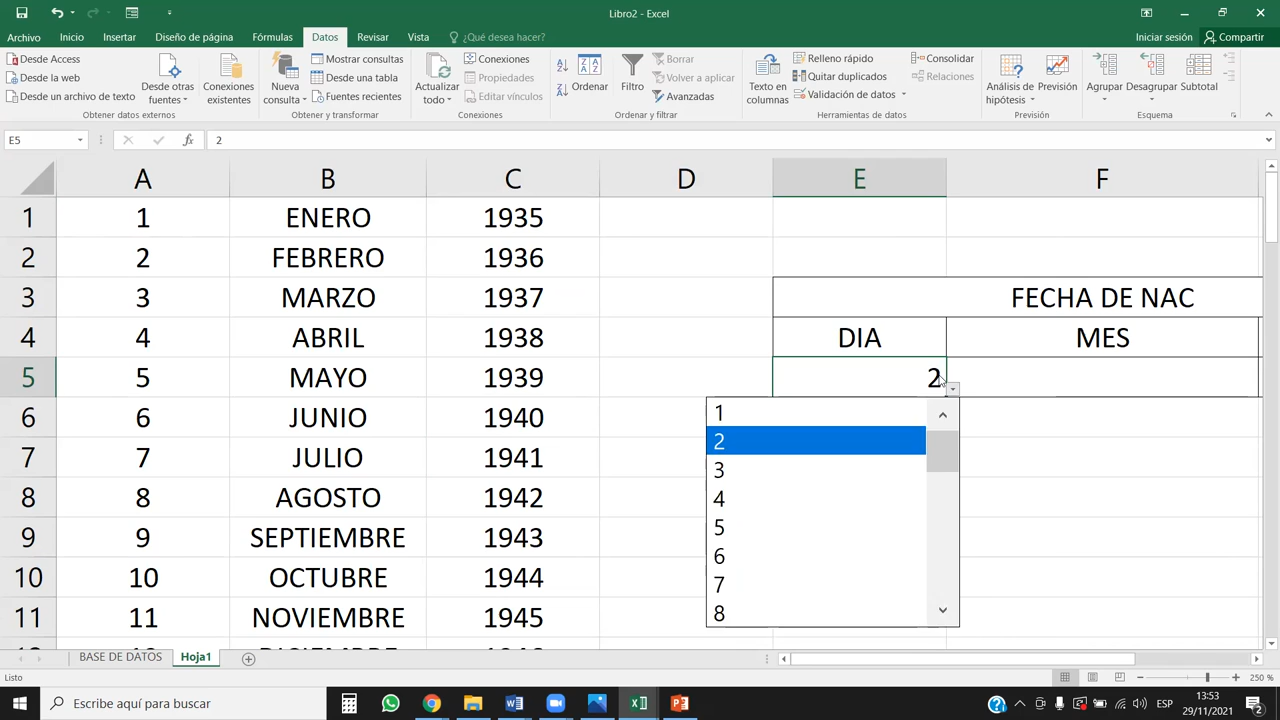 Libro2 - Excel
Archivo Inicio Insertar Diseño de página Fórmulas Datos Revisar Vista ¿Qué desea hacer? Iniciar sesión Compartir
Desde Access
Desde la web
Desde un archivo de texto
Desde otras fuentes
Conexiones existentes
Obtener datos externos
Nueva consulta
Mostrar consultas
Desde una tabla
Fuentes recientes
Obtener y transformar
Actualizar todo
Conexiones
Propiedades
Editar vínculos
Conexiones
Ordenar
Filtro
Borrar
Volver a aplicar
Avanzadas
Ordenar y filtrar
Texto en columnas
Relleno rápido
Quitar duplicados
Validación de datos
Consolidar
Relaciones
Herramientas de datos
Análisis de hipótesis
Previsión
Previsión
Agrupar
Desagrupar
Subtotal
Esquema
E5 fx 2
A B C D E F
1 1 ENERO 1935
2 2 FEBRERO 1936
3 3 MARZO 1937 FECHA DE NAC
4 4 ABRIL 1938 DIA MES
5 5 MAYO 1939 2
6 6 JUNIO 1940
7 7 JULIO 1941
8 8 AGOSTO 1942
9 9 SEPTIEMBRE 1943
10 10 OCTUBRE 1944
11 11 NOVIEMBRE 1945
1
2
3
4
5
6
7
8
BASE DE DATOS Hoja1
Listo
250 %
Escribe aquí para buscar
ESP
13:53
29/11/2021
2